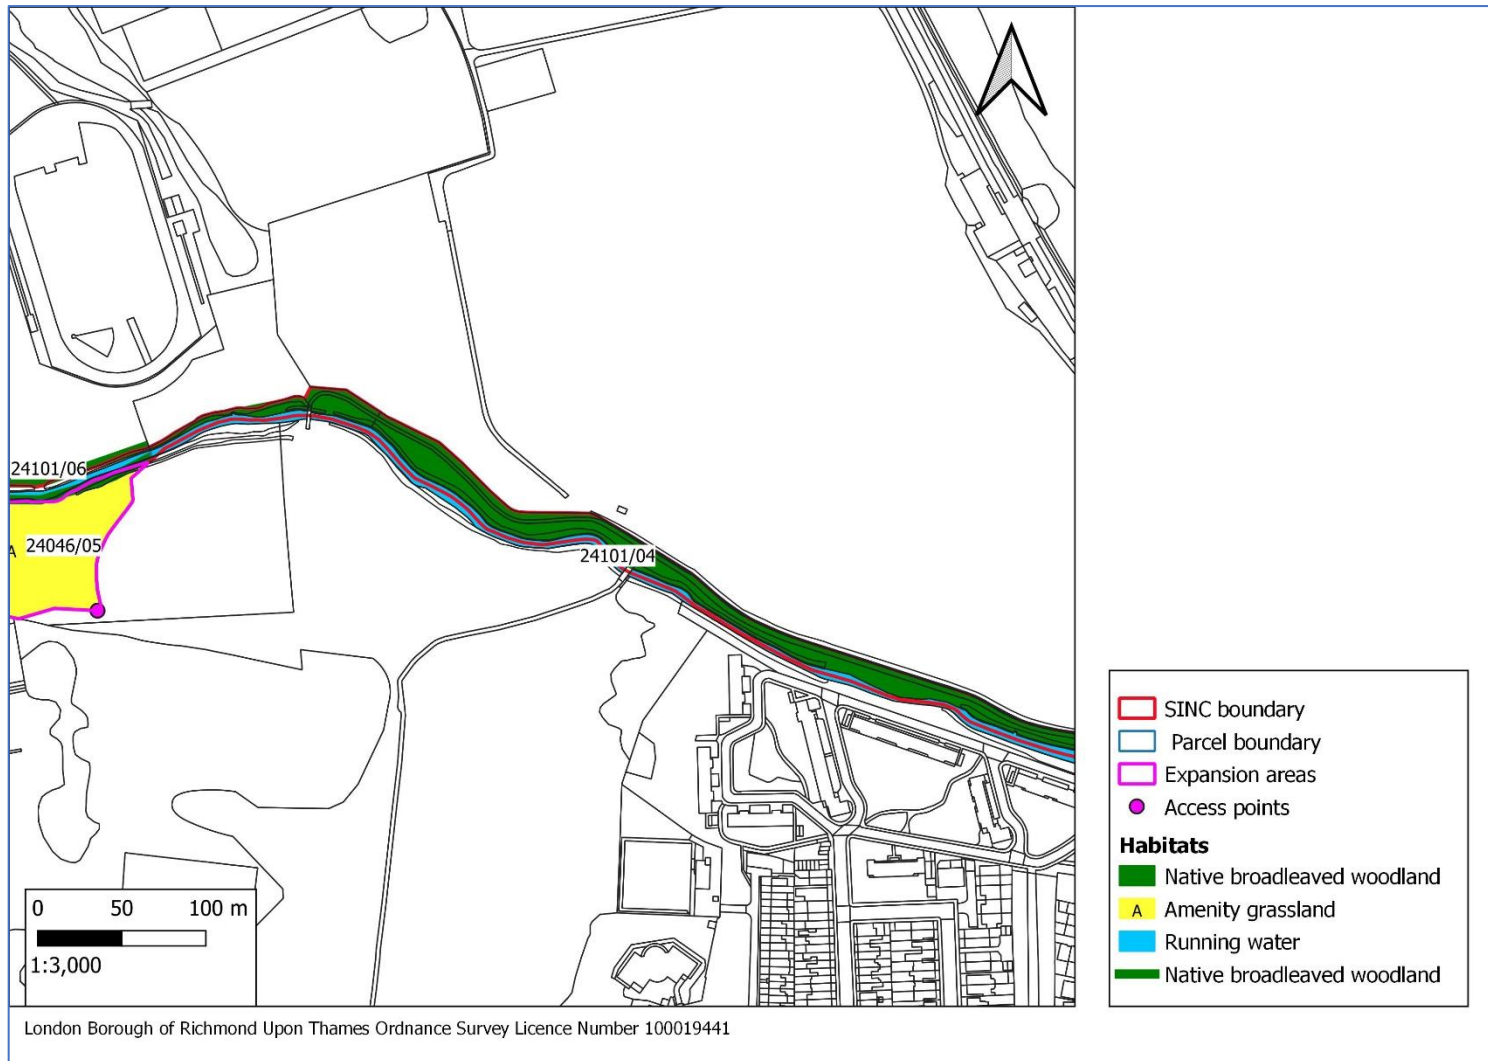 24101/06
A 24046/05
24101/04
0 50 100 m
1:3,000
SINC boundary
Parcel boundary
Expansion areas
Access points
Habitats
Native broadleaved woodland
A Amenity grassland
Running water
Native broadleaved woodland
London Borough of Richmond Upon Thames Ordnance Survey Licence Number 100019441